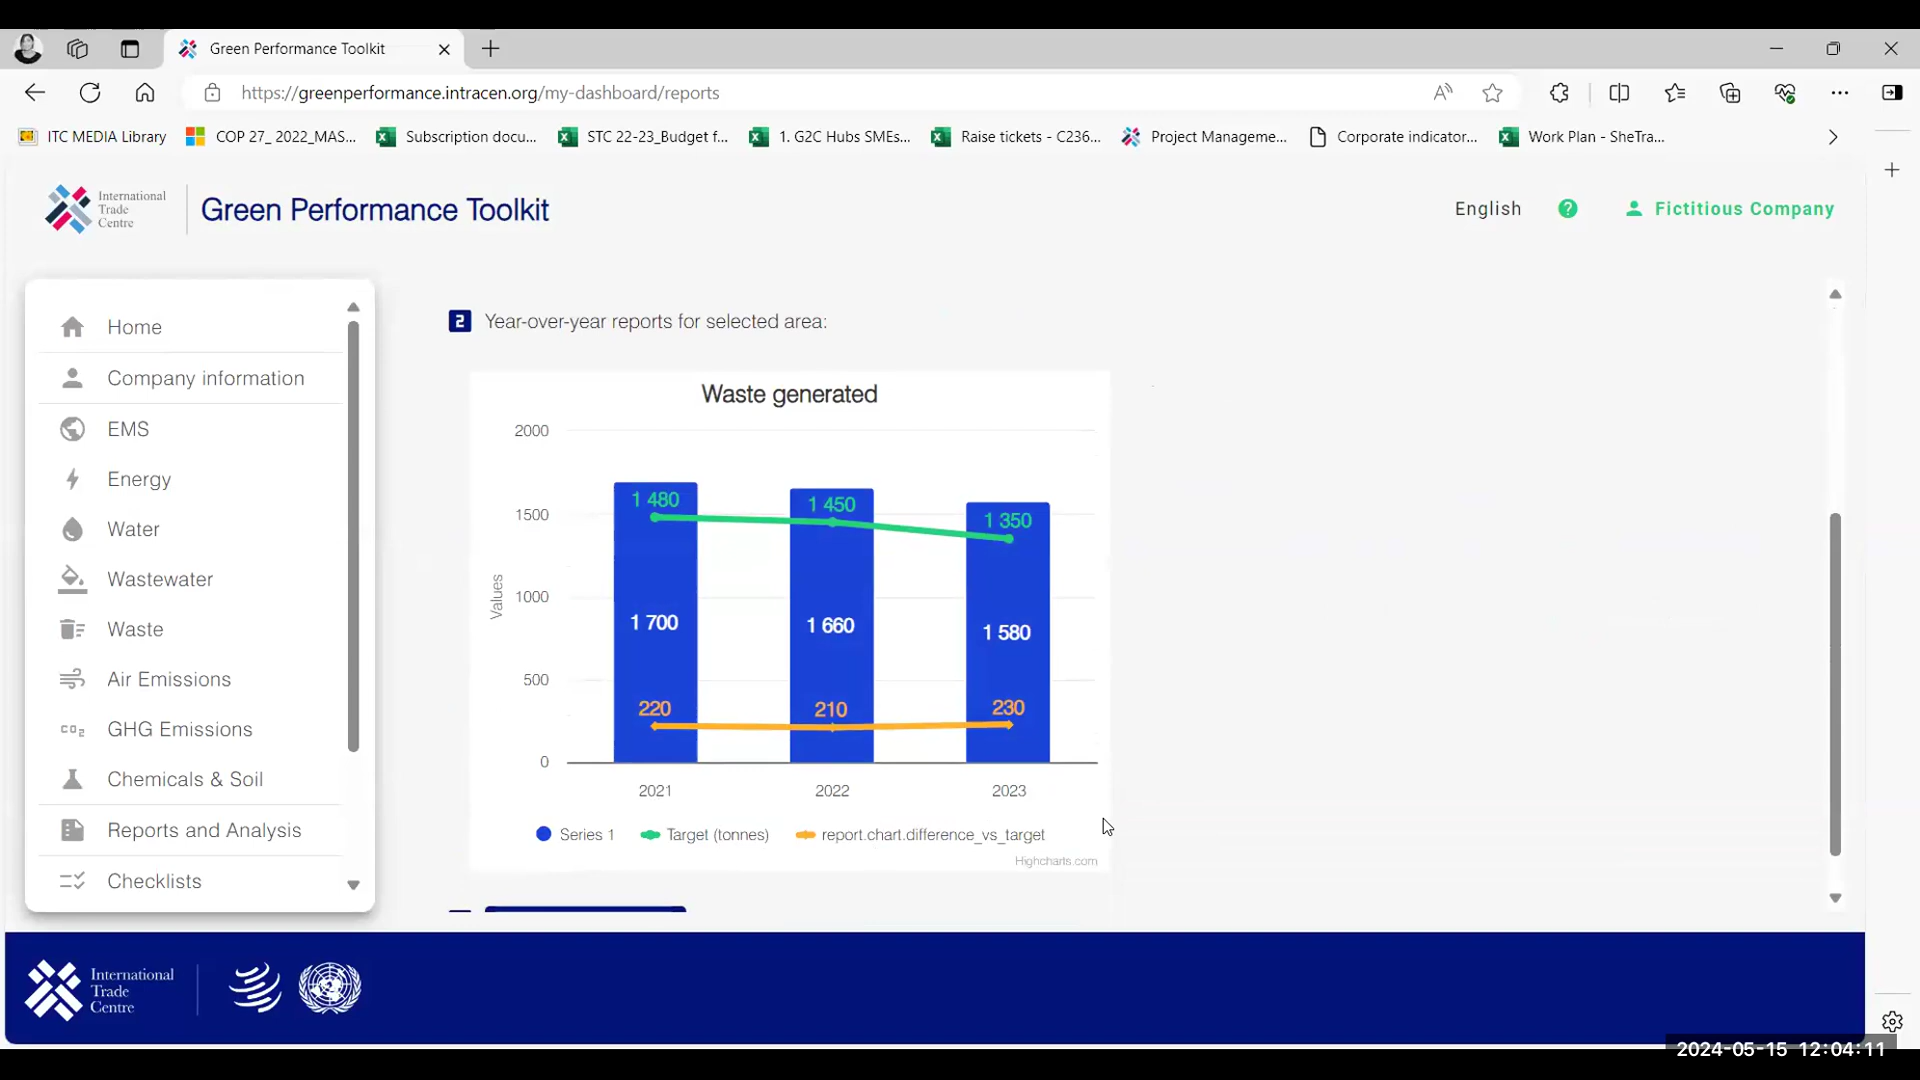 Green Performance Toolkit
https://greenperformance.intracen.org/my-dashboard/reports
ITC MEDIA Library
COP 27_ 2022_MAS...
Subscription docu...
STC 22-23_Budget f...
1. G2C Hubs SMEs...
Raise tickets - C236...
Project Manageme...
Corporate indicator...
Work Plan - SheTra...
International
Trade
Centre
Green Performance Toolkit
English
?
Fictitious Company
Home
Company information
EMS
Energy
Water
Wastewater
Waste
Air Emissions
CO2
GHG Emissions
Chemicals & Soil
Reports and Analysis
Checklists
2 Year-over-year reports for selected area:
Waste generated
2000
1500
1000
500
0
Values
1 480
1 450
1 350
1 700
1 660
1 580
220
210
230
2021
2022
2023
Series 1
Target (tonnes)
report.chart.difference_vs_target
Highcharts.com
International
Trade
Centre
2024-05-15 12:04:11